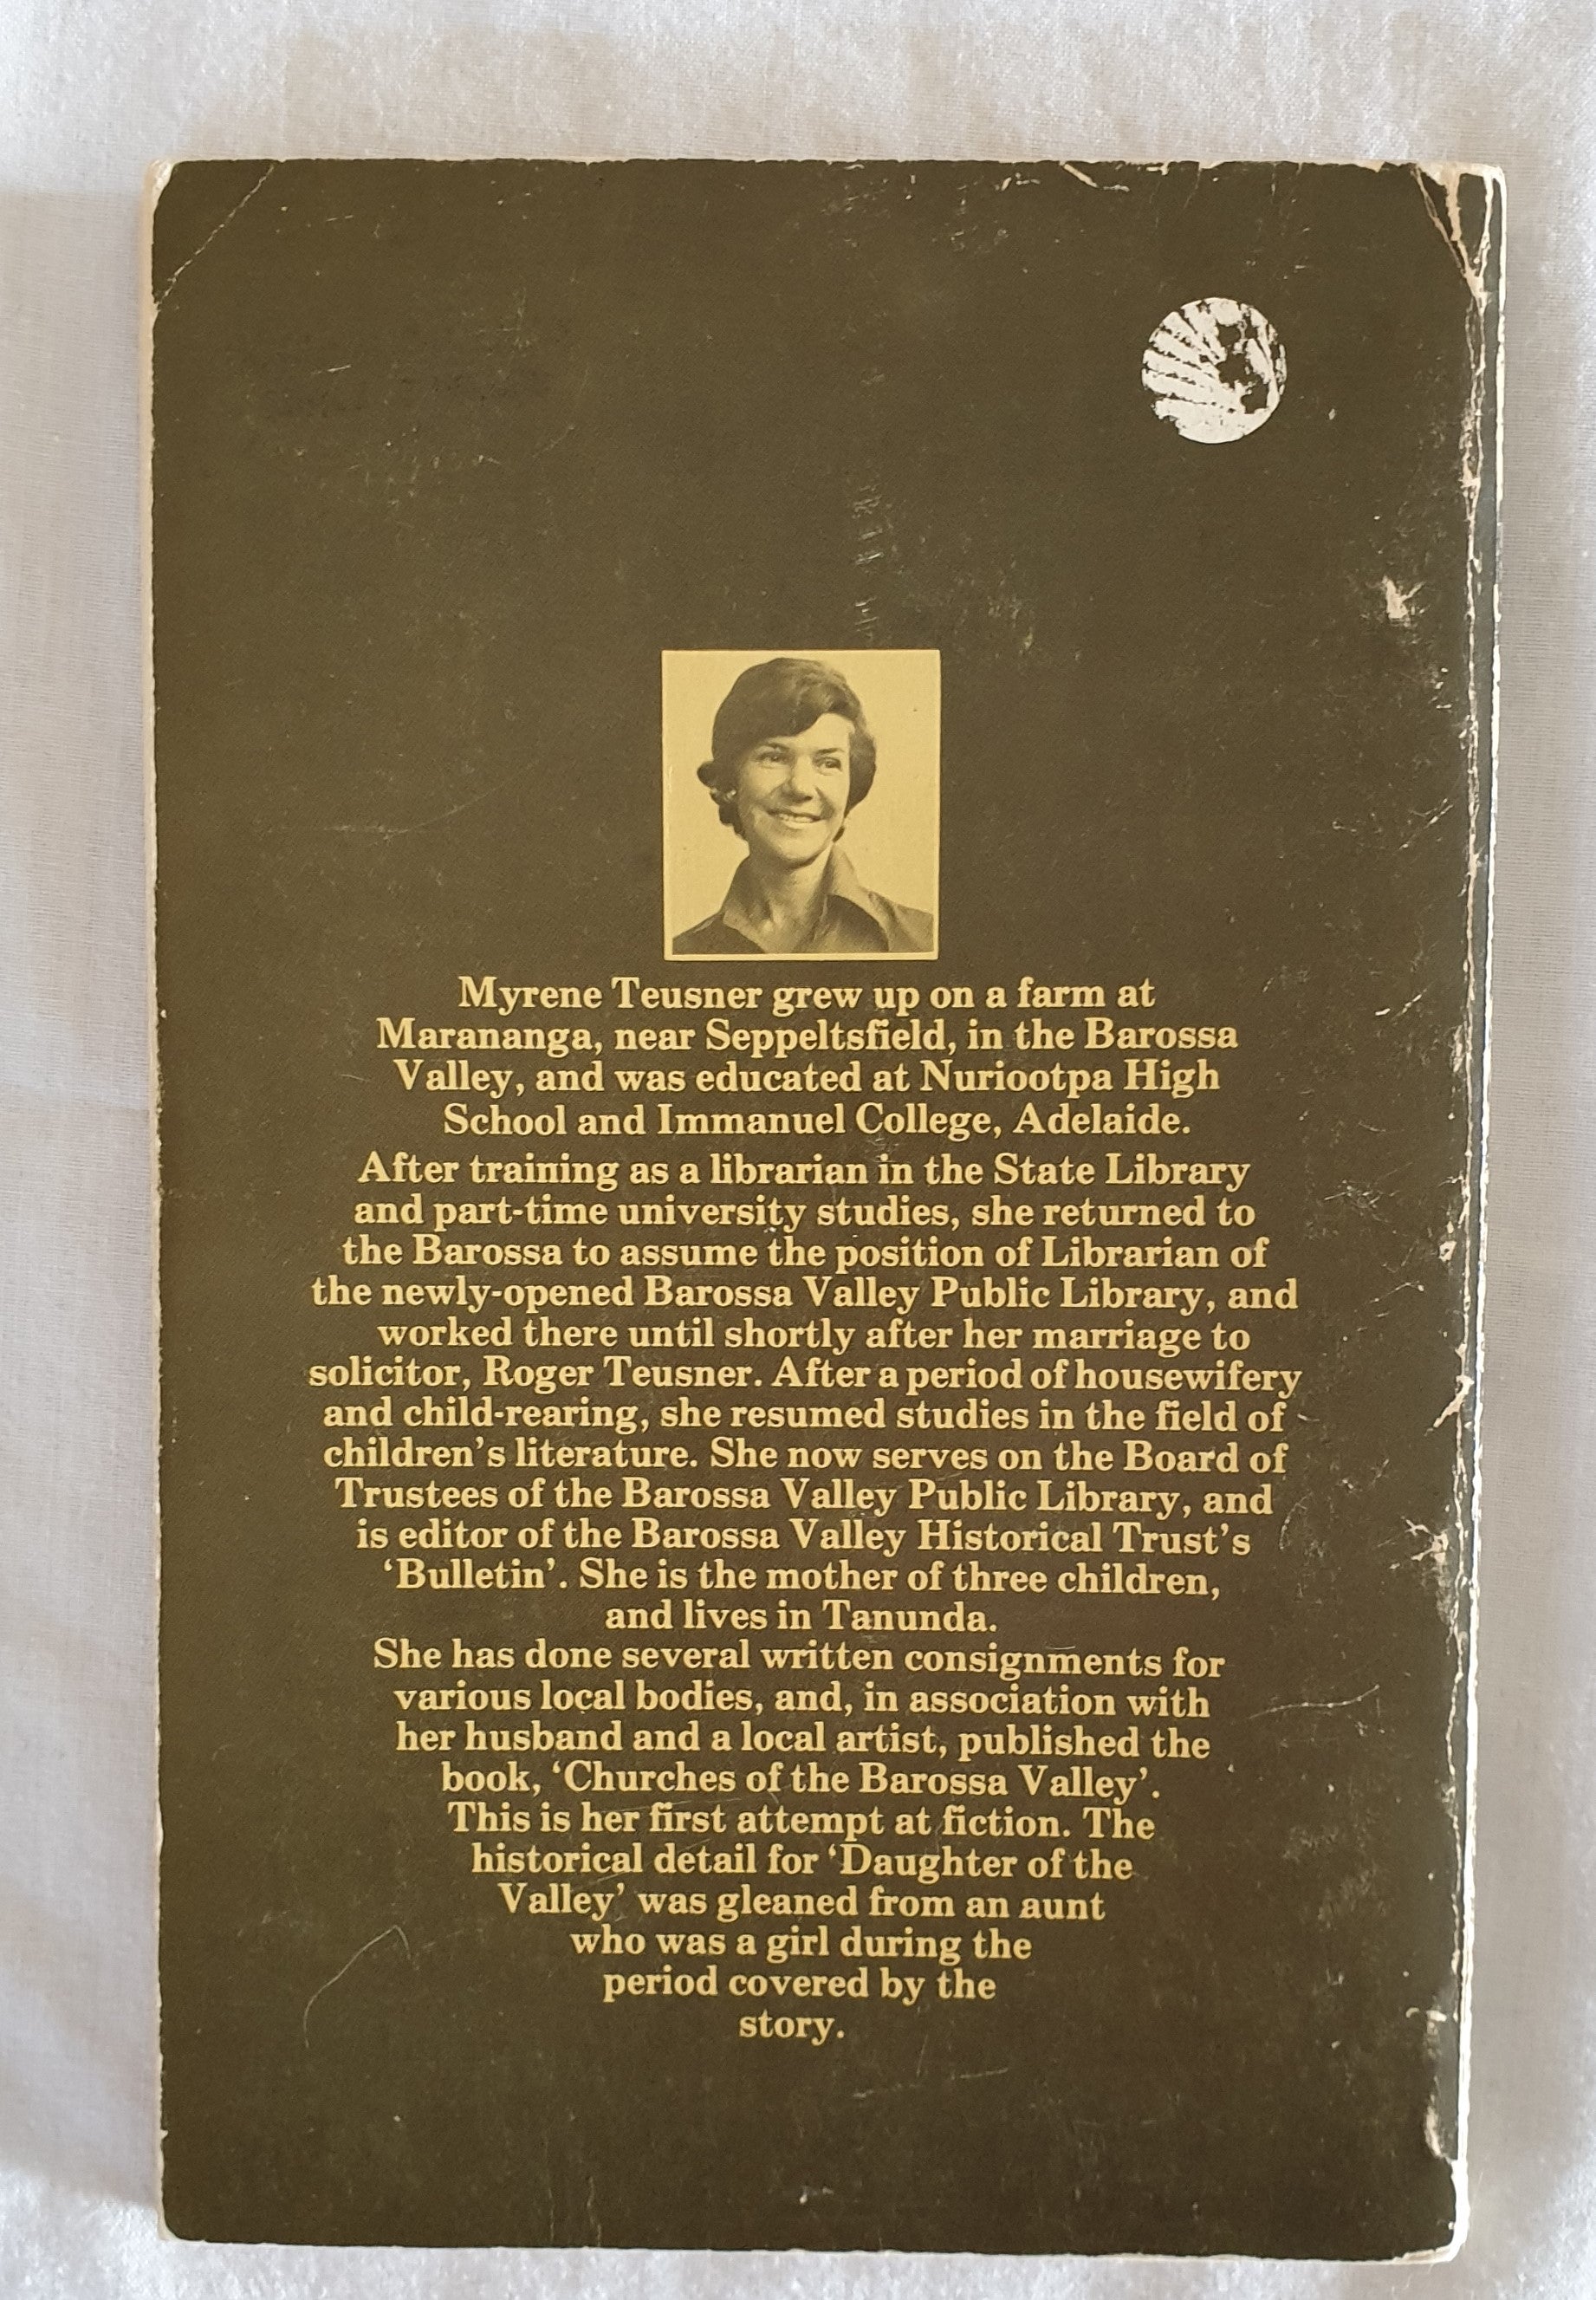 Myrene Teusner grew up on a farm at
Marananga, near Seppeltsfield, in the Barossa
Valley, and was educated at Nuriootpa High
School and Immanuel College, Adelaide.
After training as a librarian in the State Library
and part-time university studies, she returned to
the Barossa to assume the position of Librarian of
the newly-opened Barossa Valley Public Library, and
worked there until shortly after her marriage to
solicitor, Roger Teusner. After a period of housewifery
and child-rearing, she resumed studies in the field of
children's literature. She now serves on the Board of
Trustees of the Barossa Valley Public Library, and
is editor of the Barossa Valley Historical Trust's
‘Bulletin’. She is the mother of three children,
and lives in Tanunda.
She has done several written consignments for
various local bodies, and, in association with
her husband and a local artist, published the
book, ‘Churches of the Barossa Valley’.
This is her first attempt at fiction. The
historical detail for ‘Daughter of the
Valley’ was gleaned from an aunt
who was a girl during the
period covered by the
story.